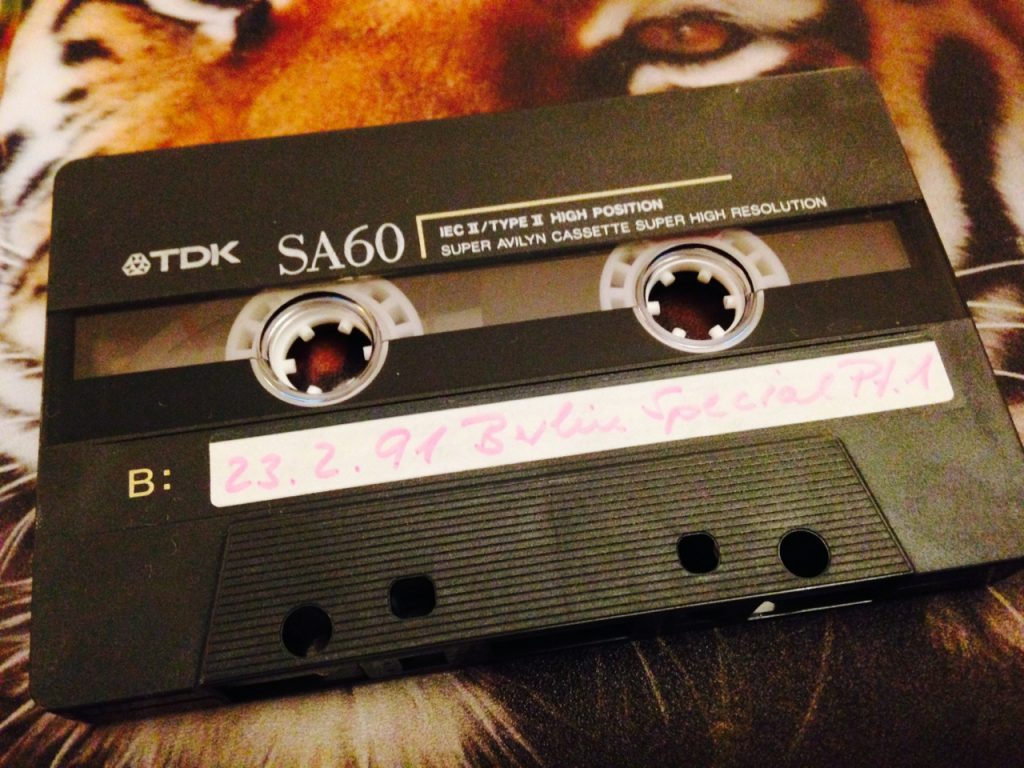 TDK SA60
IEC II/TYPE II HIGH POSITION
SUPER AVILYN CASSETTE SUPER HIGH RESOLUTION
B: 23.2.91 Berlin Special Pt.1